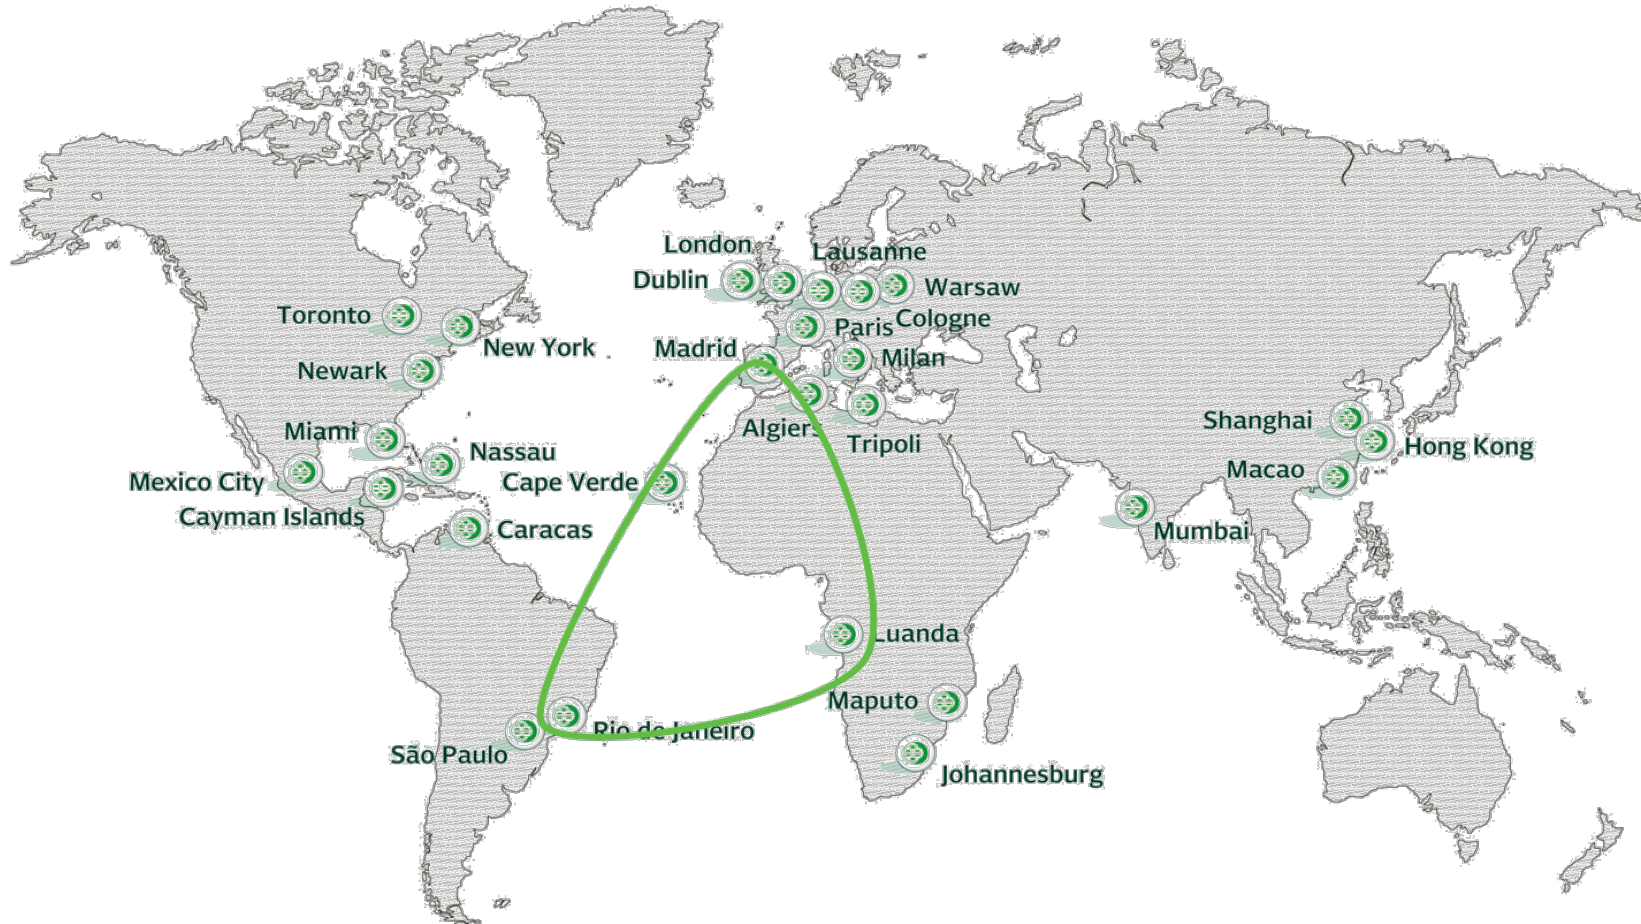 London
Lausanne
Dublin
Warsaw
Toronto
Cologne
Paris
New York
Madrid
Milan
Newark
Shanghai
Algiers
Miami
Tripoli
Hong Kong
Nassau
Macao
Mexico City
Cape Verde
Cayman Islands
Caracas
Mumbai
Luanda
Maputo
Rio de Janeiro
São Paulo
Johannesburg